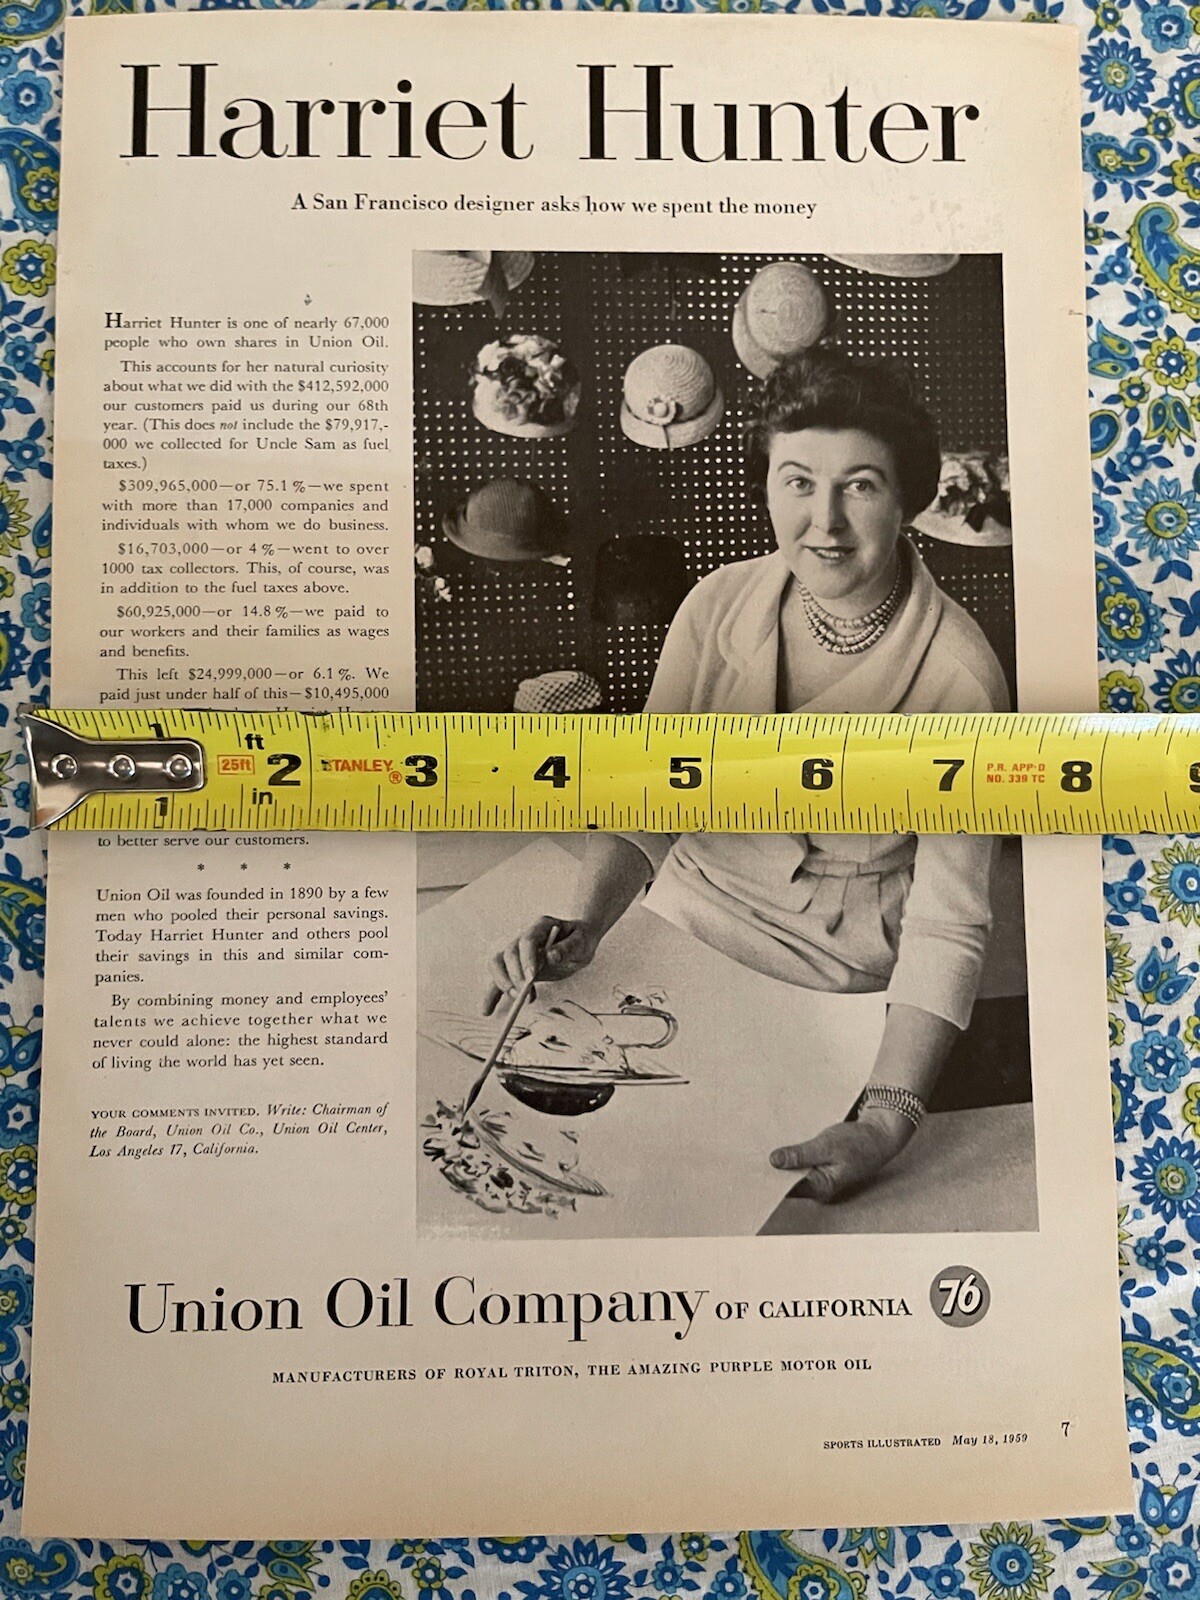 Harriet Hunter
A San Francisco designer asks how we spent the money
Harriet Hunter is one of nearly 67,000
people who own shares in Union Oil.
This accounts for her natural curiosity
about what we did with the $412,592,000
our customers paid us during our 68th
year. (This does not include the $79,917,-
000 we collected for Uncle Sam as fuel
taxes.)
$309,965,000—or 75.1 %—we spent
with more than 17,000 companies and
individuals with whom we do business.
$16,703,000—or 4 %—went to over
1000 tax collectors. This, of course, was
in addition to the fuel taxes above.
$60,925,000—or 14.8 %—we paid to
our workers and their families as wages
and benefits.
This left $24,999,000—or 6.1 %. We
paid just under half of this—$10,495,000
1 ft
25ft 2 STANLEY® 3 4 5 6 7 P.R. APP'D NO. 339 TC 8 9
1 in
to better serve our customers.
* * *
Union Oil was founded in 1890 by a few
men who pooled their personal savings.
Today Harriet Hunter and others pool
their savings in this and similar com-
panies.
By combining money and employees'
talents we achieve together what we
never could alone: the highest standard
of living the world has yet seen.
YOUR COMMENTS INVITED. Write: Chairman of
the Board, Union Oil Co., Union Oil Center,
Los Angeles 17, California.
Union Oil Company OF CALIFORNIA 76
MANUFACTURERS OF ROYAL TRITON, THE AMAZING PURPLE MOTOR OIL
SPORTS ILLUSTRATED May 18, 1959 7